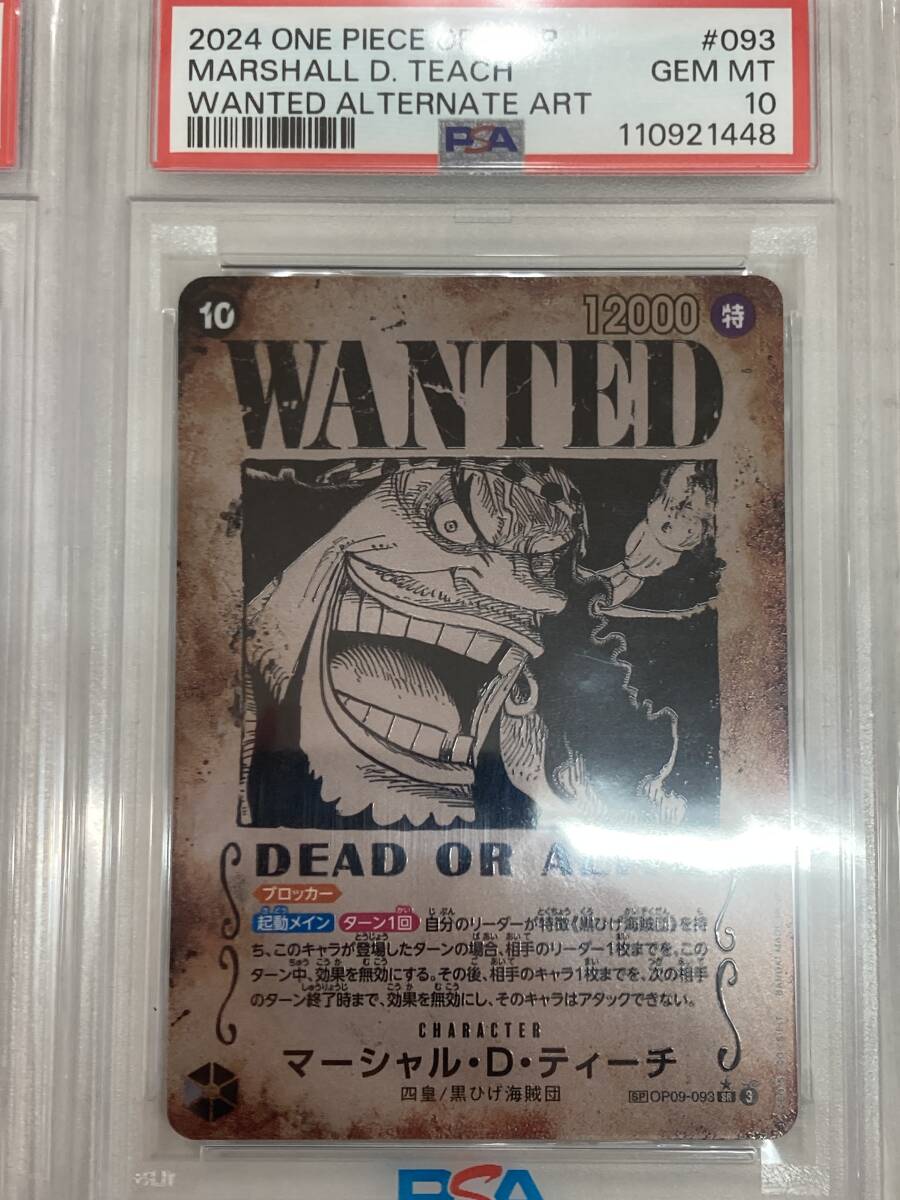 2024 ONE PIECE
#093
MARSHALL D. TEACH
GEM MT
WANTED ALTERNATE ART
10
PSA
110921448
10
12000 特
WANTED
DEAD OR
ブロッカー
起動メイン ターン1回 自分のリーダーが特徴《黒ひげ海賊団》を持
ち、このキャラが登場したターンの場合、相手のリーダー1枚までを、この
ターン中、効果を無効にする。その後、相手のキャラ1枚までを、次の相手
のターン終了時まで、効果を無効にし、そのキャラはアタックできない。
CHARACTER
マーシャル・D・ティーチ
四皇/黒ひげ海賊団
SP OP09-093 SR 3
PSA